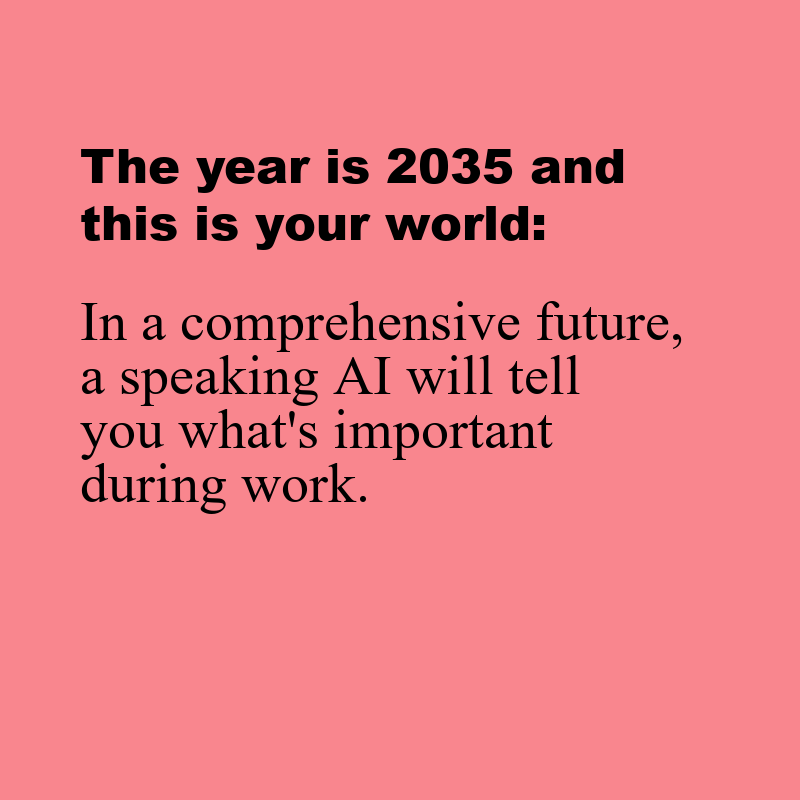 The year is 2035 and
this is your world:
In a comprehensive future,
a speaking AI will tell
you what's important
during work.